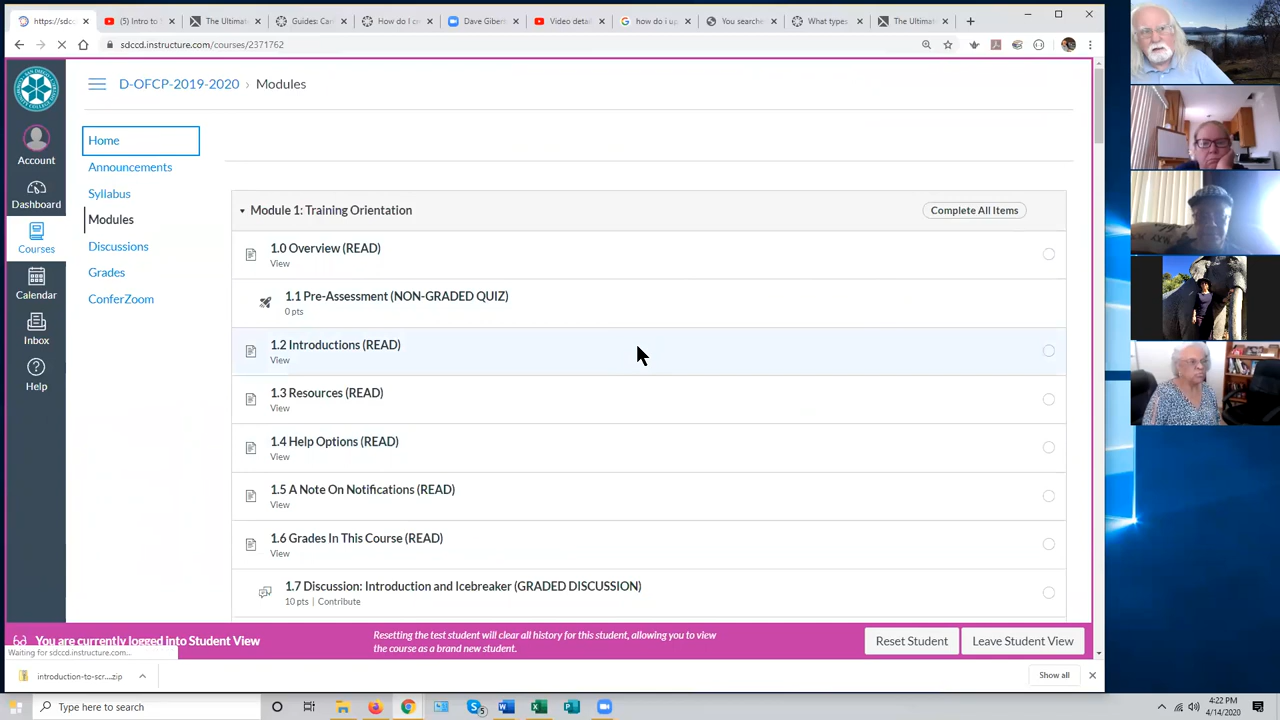 https://sdcc
(5) Intro to
The Ultima
Guides: Can
How do I cr
Dave Gibert
Video detail
how do i up
You searche
What types
The Ultimat
sdccd.instructure.com/courses/2371762
D-OFCP-2019-2020 > Modules
Account
Dashboard
Courses
Calendar
Inbox
Help
Home
Announcements
Syllabus
Modules
Discussions
Grades
ConferZoom
Module 1: Training Orientation
Complete All Items
1.0 Overview (READ)
View
1.1 Pre-Assessment (NON-GRADED QUIZ)
0 pts
1.2 Introductions (READ)
View
1.3 Resources (READ)
View
1.4 Help Options (READ)
View
1.5 A Note On Notifications (READ)
View
1.6 Grades In This Course (READ)
View
1.7 Discussion: Introduction and Icebreaker (GRADED DISCUSSION)
10 pts | Contribute
You are currently logged into Student View
Resetting the test student will clear all history for this student, allowing you to view
the course as a brand new student.
Reset Student
Leave Student View
Waiting for sdccd.instructure.com...
introduction-to-scr....zip
Show all
Type here to search
5
4:22 PM
4/14/2020